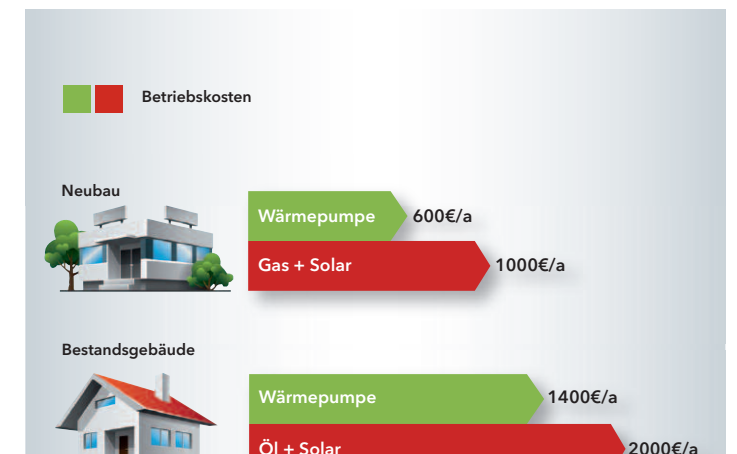 Betriebskosten
Neubau
Wärmepumpe 600€/a
Gas + Solar 1000€/a
Bestandsgebäude
Wärmepumpe 1400€/a
Öl + Solar 2000€/a